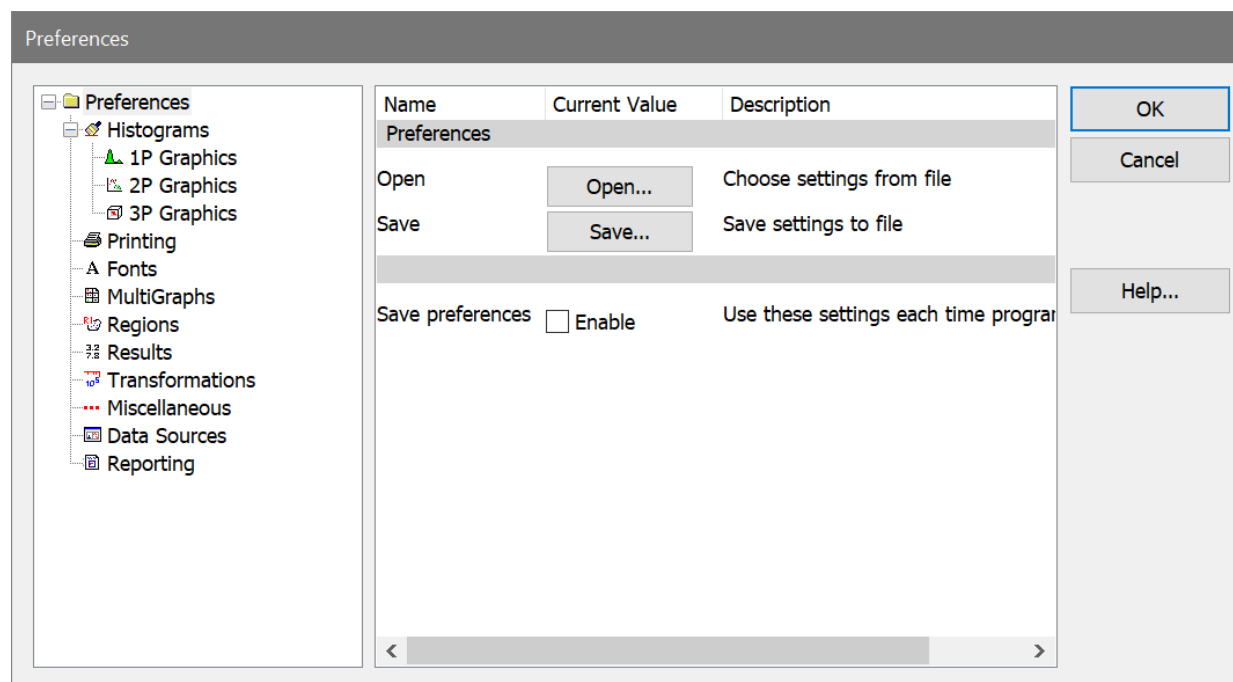 Preferences
Preferences
Histograms
1P Graphics
2P Graphics
3P Graphics
Printing
A Fonts
MultiGraphs
Regions
Results
Transformations
Miscellaneous
Data Sources
Reporting
Name Current Value Description
Preferences
Open Open... Choose settings from file
Save Save... Save settings to file
Save preferences Enable Use these settings each time prograr
OK
Cancel
Help...